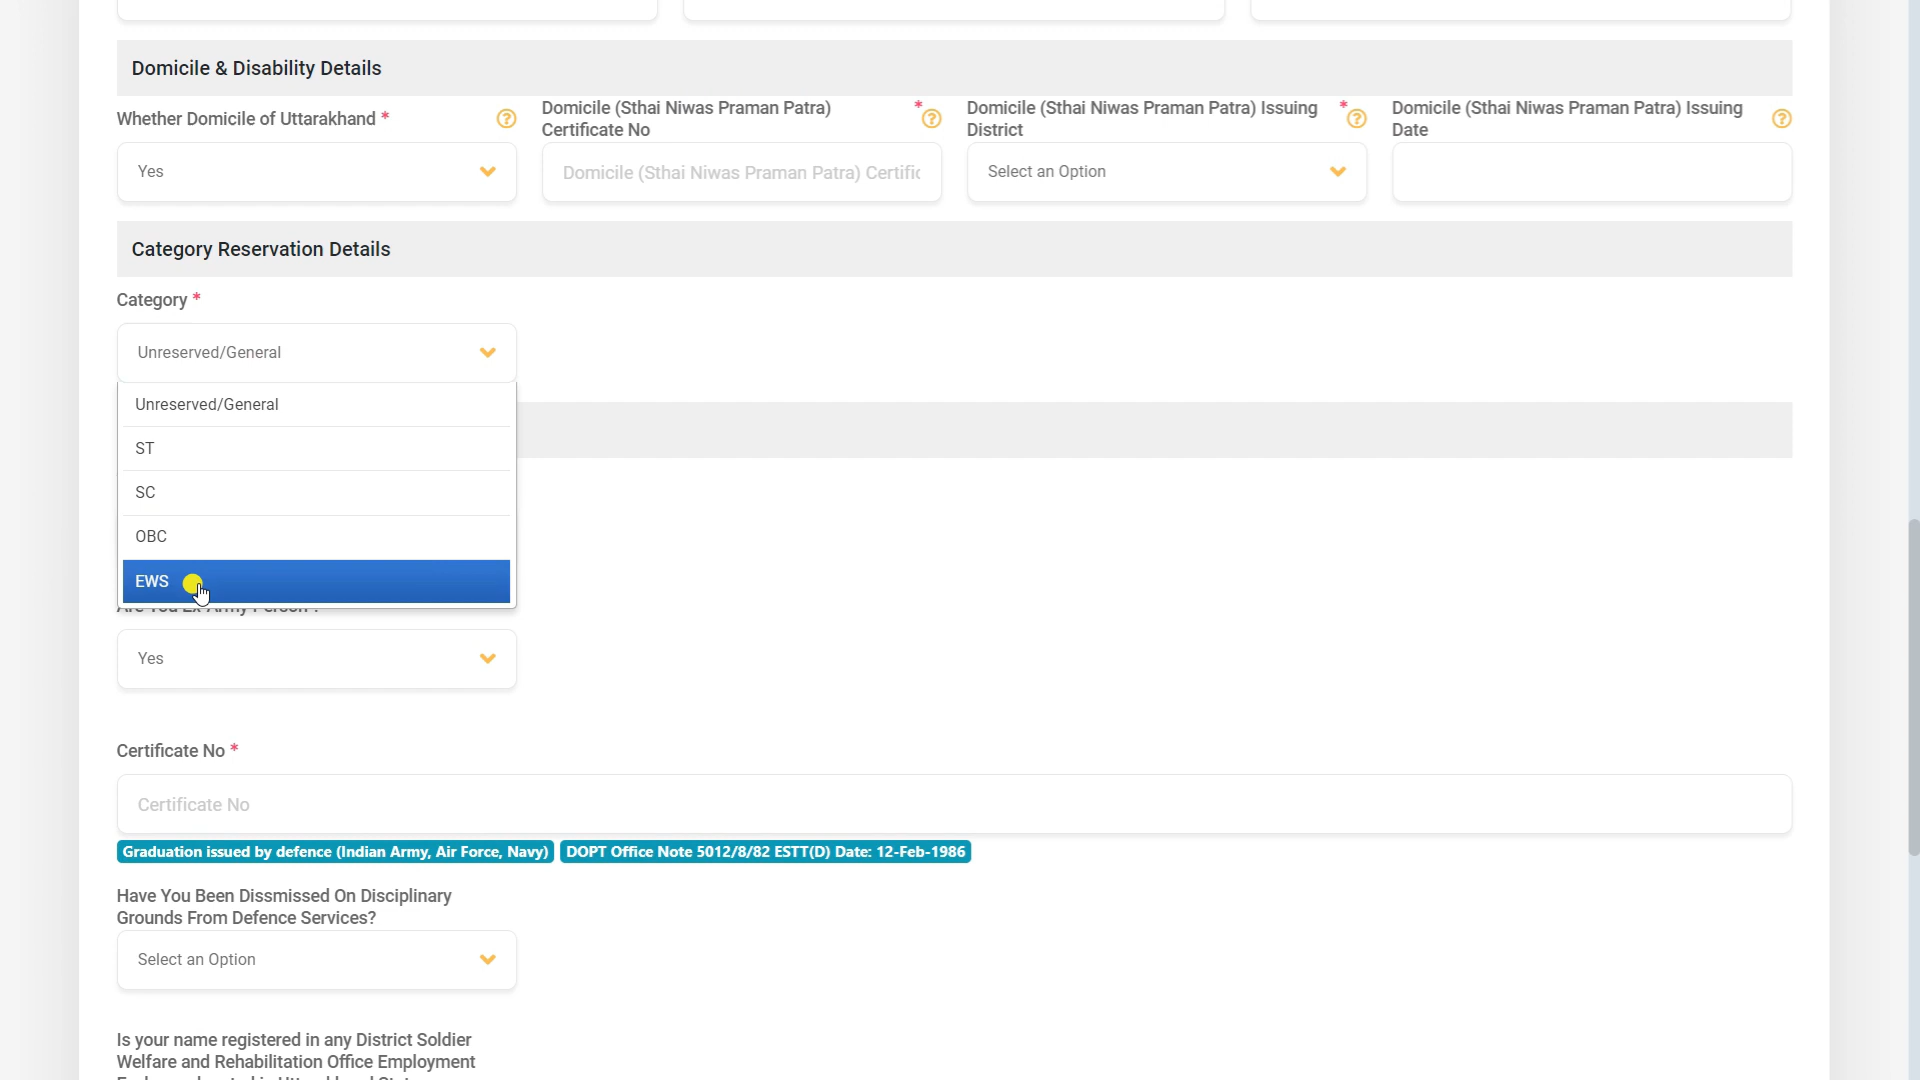 Domicile & Disability Details
Whether Domicile of Uttarakhand *
Domicile (Sthai Niwas Praman Patra) *
Certificate No
Domicile (Sthai Niwas Praman Patra) Issuing *
District
Domicile (Sthai Niwas Praman Patra) Issuing
Date
Yes
Domicile (Sthai Niwas Praman Patra) Certific
Select an Option
Category Reservation Details
Category *
Unreserved/General
Unreserved/General
ST
SC
OBC
EWS
Yes
Certificate No *
Certificate No
Graduation issued by defence (Indian Army, Air Force, Navy)
DOPT Office Note 5012/8/82 ESTT(D) Date: 12-Feb-1986
Have You Been Dissmissed On Disciplinary
Grounds From Defence Services?
Select an Option
Is your name registered in any District Soldier
Welfare and Rehabilitation Office Employment